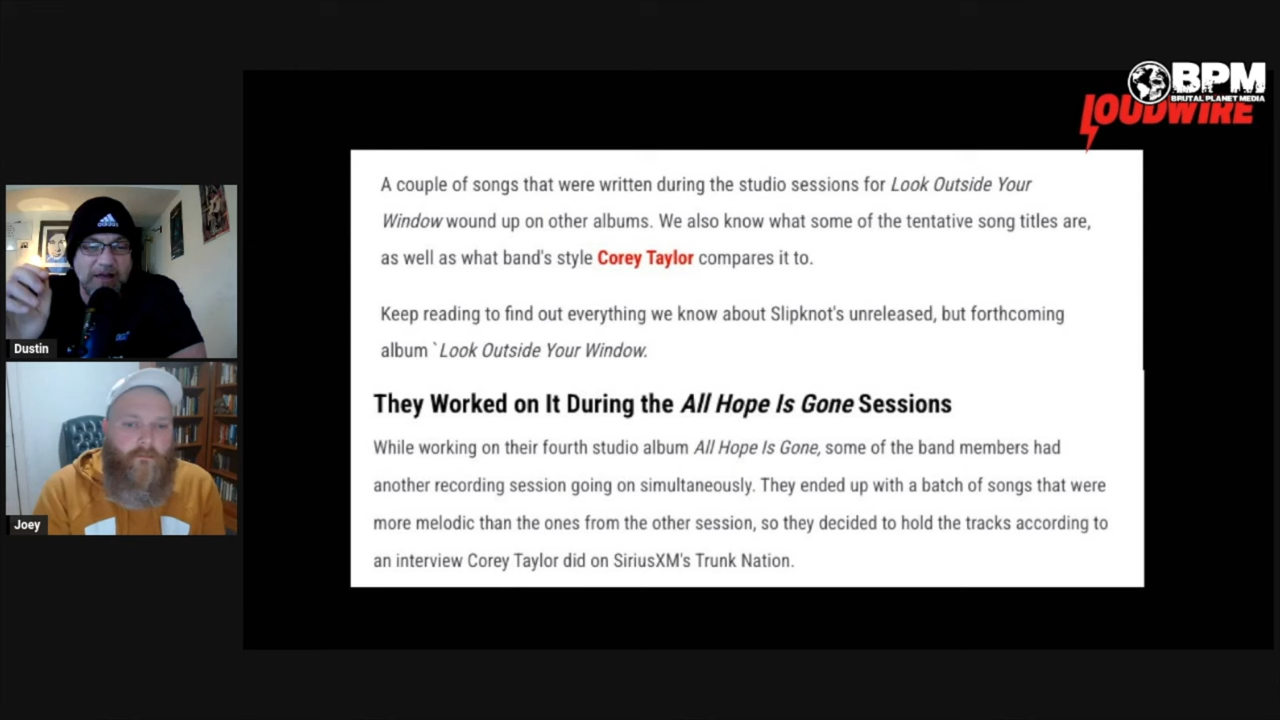 BPM
BRUTAL PLANET MEDIA
LOUDWIRE
A couple of songs that were written during the studio sessions for Look Outside Your
Window wound up on other albums. We also know what some of the tentative song titles are,
as well as what band's style Corey Taylor compares it to.
Keep reading to find out everything we know about Slipknot's unreleased, but forthcoming
album `Look Outside Your Window.
They Worked on It During the All Hope Is Gone Sessions
While working on their fourth studio album All Hope Is Gone, some of the band members had
another recording session going on simultaneously. They ended up with a batch of songs that were
more melodic than the ones from the other session, so they decided to hold the tracks according to
an interview Corey Taylor did on SiriusXM's Trunk Nation.
adidas
Dustin
Joey